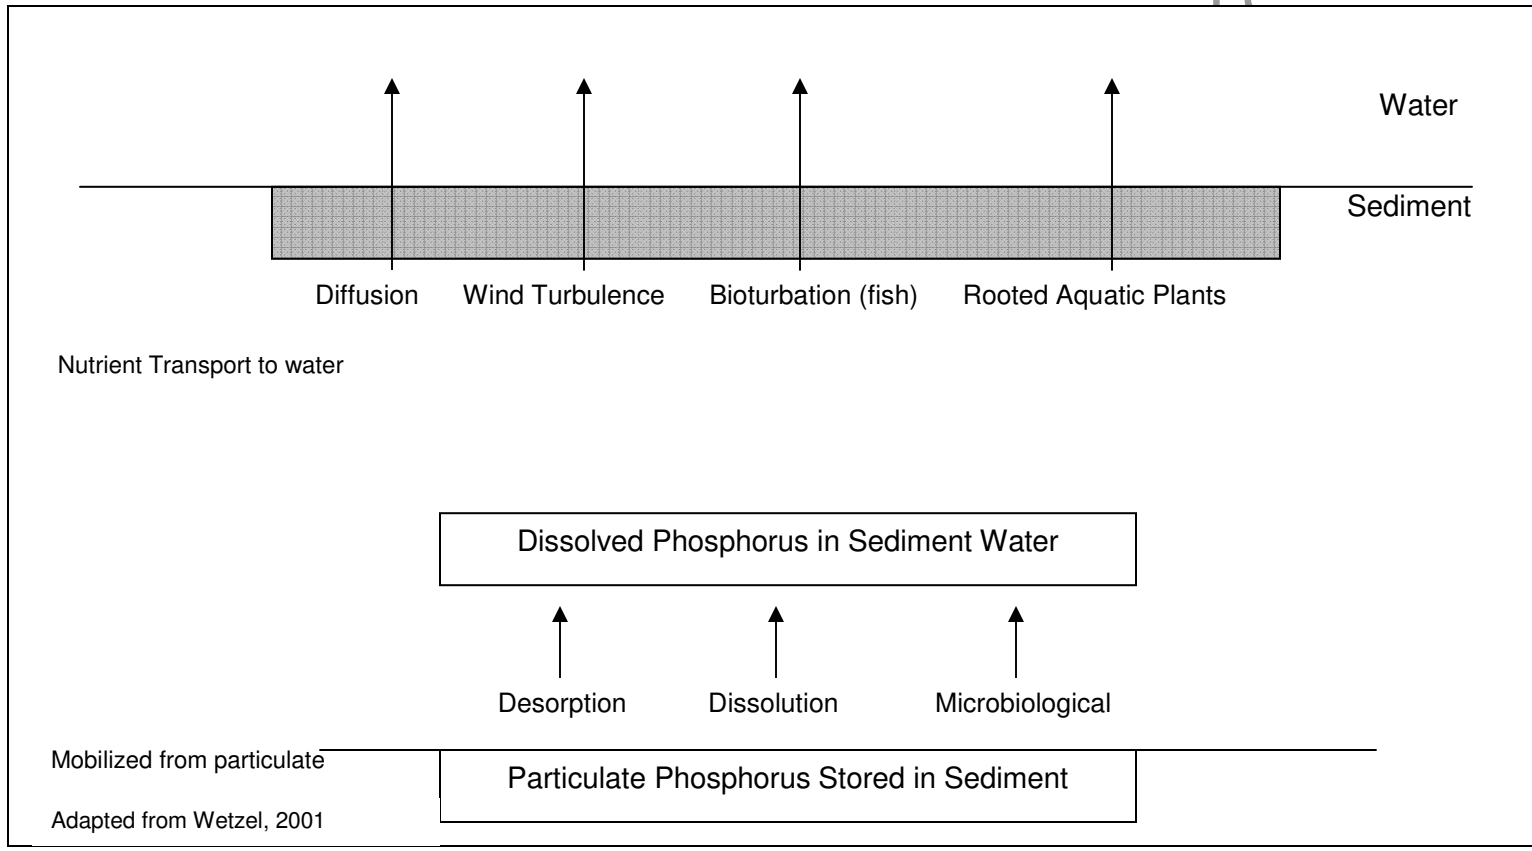 Water
Sediment
Diffusion Wind Turbulence Bioturbation (fish) Rooted Aquatic Plants
Nutrient Transport to water
Dissolved Phosphorus in Sediment Water
Desorption Dissolution Microbiological
Mobilized from particulate
Particulate Phosphorus Stored in Sediment
Adapted from Wetzel, 2001